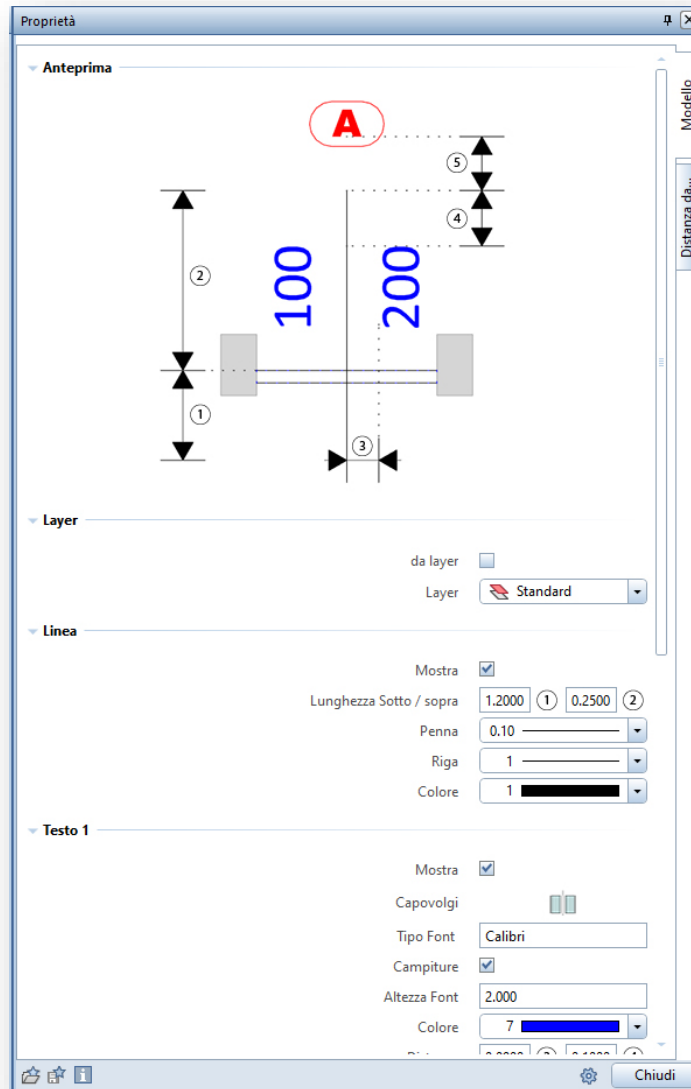 Proprietà
Anteprima
Modello
Distanza da...
A
5
4
2
100
200
1
3
Layer
da layer
Layer Standard
Linea
Mostra
Lunghezza Sotto / sopra 1.2000 1 0.2500 2
Penna 0.10
Riga 1
Colore 1
Testo 1
Mostra
Capovolgi
Tipo Font Calibri
Campiture
Altezza Font 2.000
Colore 7
Chiudi